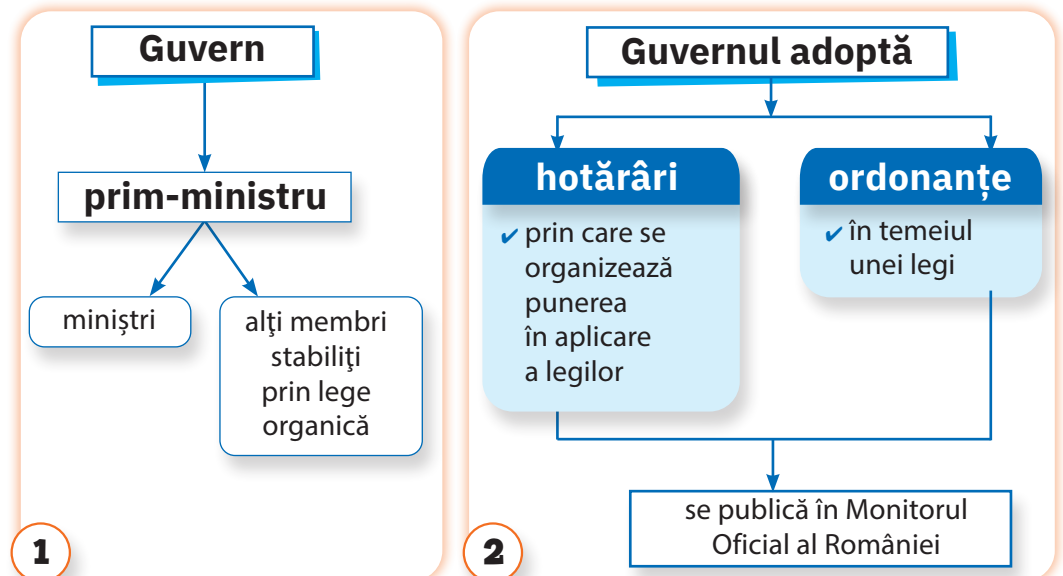 Guvern
prim-ministru
miniștri
alţi membri
stabiliţi
prin lege
organică
1
Guvernul adoptă
hotărâri
✔ prin care se
organizează
punerea
în aplicare
a legilor
ordonanțe
✔ în temeiul
unei legi
se publică în Monitorul
Oficial al României
2